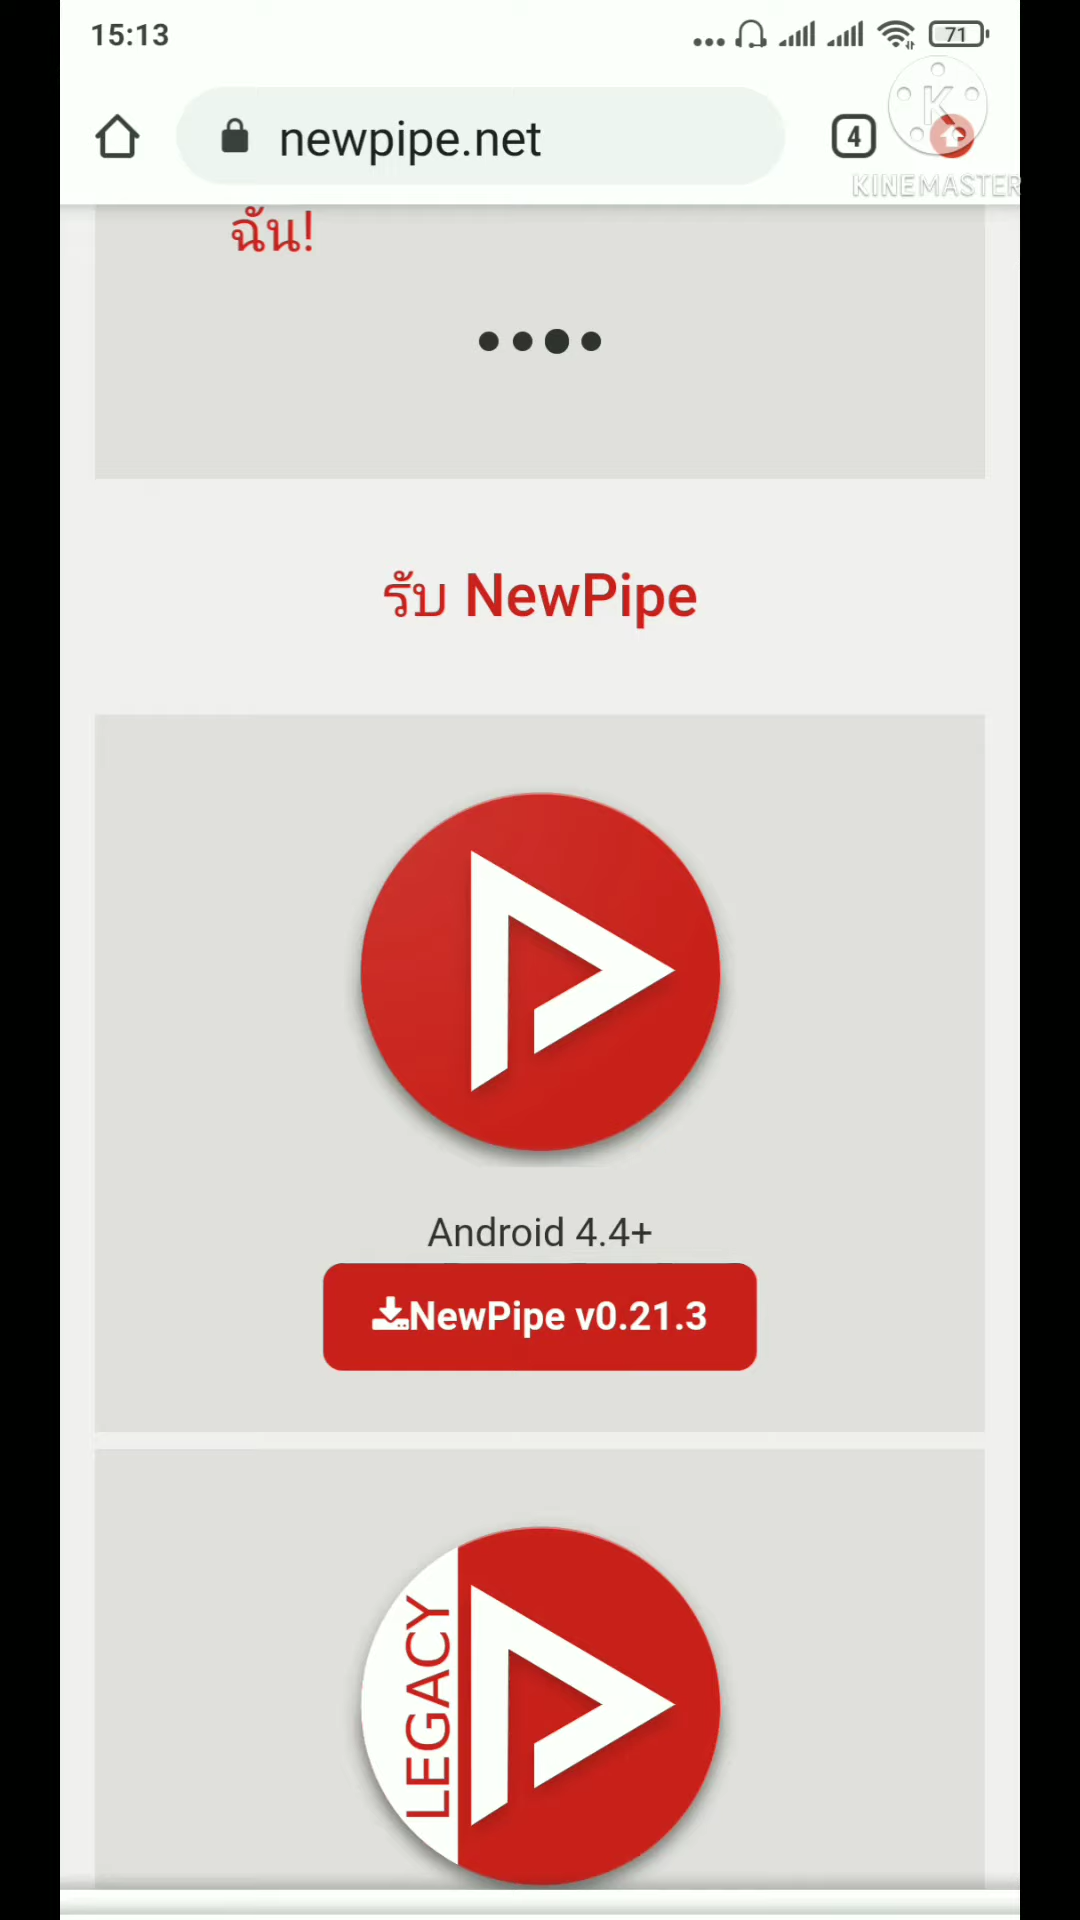 15:13
71
newpipe.net
4
K
KINEMASTER
ฉัน!
รับ NewPipe
Android 4.4+
NewPipe v0.21.3
LEGACY